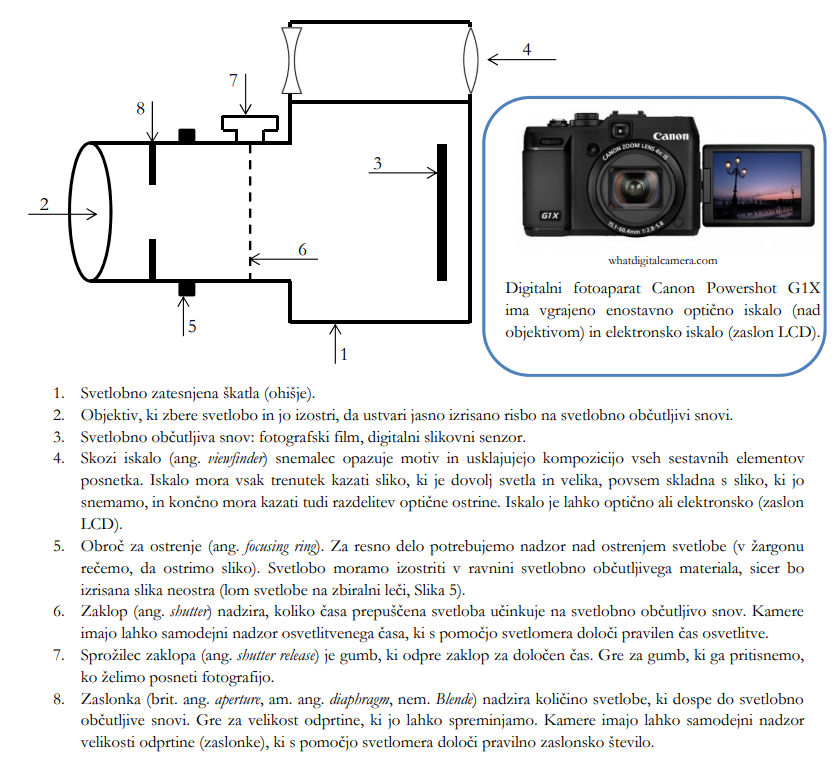 4
7
8
3
2
6
5
1
Canon
CANON ZOOM LENS 4x IS
G1X
15.1-60.4mm 1:2.8-5.8
whatdigitalcamera.com
Digitalni fotoaparat Canon Powershot G1X
ima vgrajeno enostavno optično iskalo (nad
objektivom) in elektronsko iskalo (zaslon LCD).
1. Svetlobno zatesnjena škatla (ohišje).
2. Objektiv, ki zbere svetlobo in jo izostri, da ustvari jasno izrisano risbo na svetlobno občutljivi snovi.
3. Svetlobno občutljiva snov: fotografski film, digitalni slikovni senzor.
4. Skozi iskalo (ang. viewfinder) snemalec opazuje motiv in usklajujejo kompozicijo vseh sestavnih elementov
posnetka. Iskalo mora vsak trenutek kazati sliko, ki je dovolj svetla in velika, povsem skladna s sliko, ki jo
snemamo, in končno mora kazati tudi razdelitev optične ostrine. Iskalo je lahko optično ali elektronsko (zaslon
LCD).
5. Obroč za ostrenje (ang. focusing ring). Za resno delo potrebujemo nadzor nad ostrenjem svetlobe (v žargonu
rečemo, da ostrimo sliko). Svetlobo moramo izostriti v ravnini svetlobno občutljivega materiala, sicer bo
izrisana slika neostra (lom svetlobe na zbiralni leči, Slika 5).
6. Zaklop (ang. shutter) nadzira, koliko časa prepuščena svetloba učinkuje na svetlobno občutljivo snov. Kamere
imajo lahko samodejni nadzor osvetlitvenega časa, ki s pomočjo svetlomera določi pravilen čas osvetlitve.
7. Sprožilec zaklopa (ang. shutter release) je gumb, ki odpre zaklop za določen čas. Gre za gumb, ki ga pritisnemo,
ko želimo posneti fotografijo.
8. Zaslonka (brit. ang. aperture, am. ang. diaphragm, nem. Blende) nadzira količino svetlobe, ki dospe do svetlobno
občutljive snovi. Gre za velikost odprtine, ki jo lahko spreminjamo. Kamere imajo lahko samodejni nadzor
velikosti odprtine (zaslonke), ki s pomočjo svetlomera določi pravilno zaslonsko število.